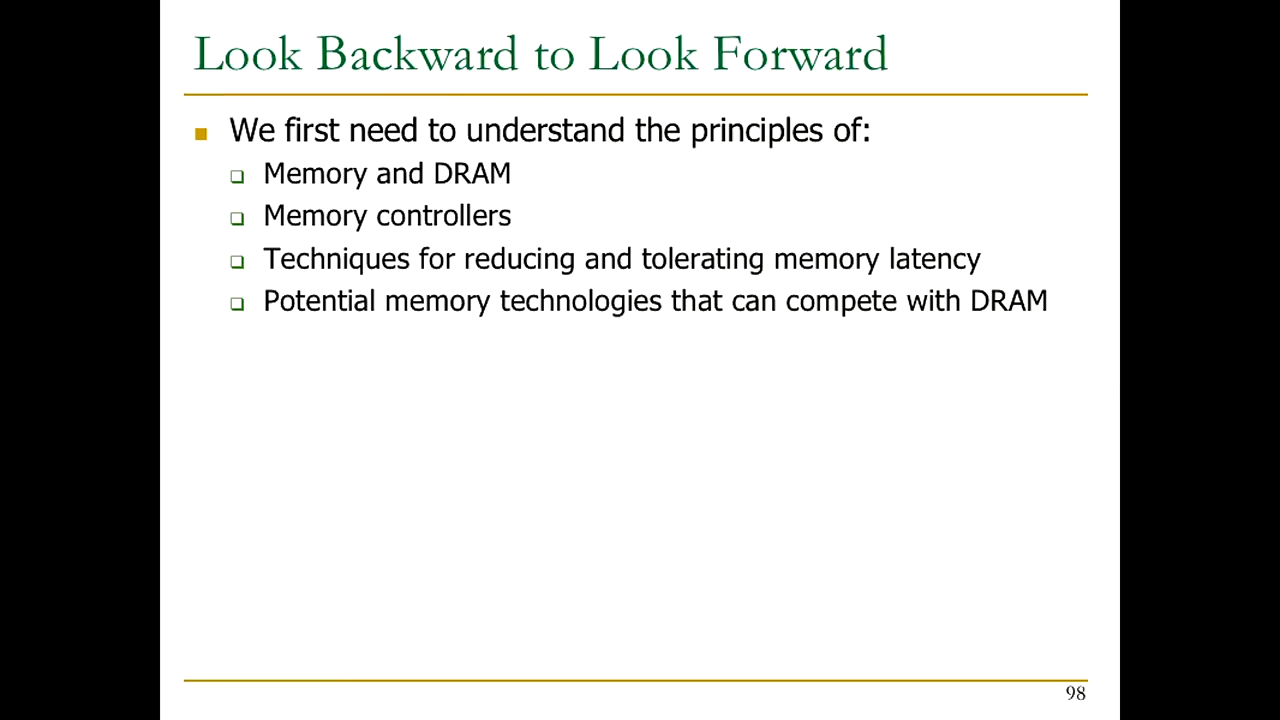 Look Backward to Look Forward
We first need to understand the principles of:
Memory and DRAM
Memory controllers
Techniques for reducing and tolerating memory latency
Potential memory technologies that can compete with DRAM
98